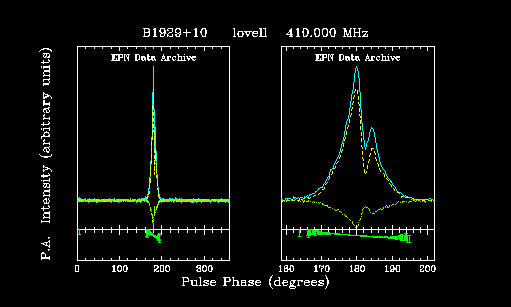 B1929+10 lovell 410.000 MHz
EPN Data Archive EPN Data Archive
P.A. Intensity (arbitrary units)
0 100 200 300 160 170 180 190 200
Pulse Phase (degrees)